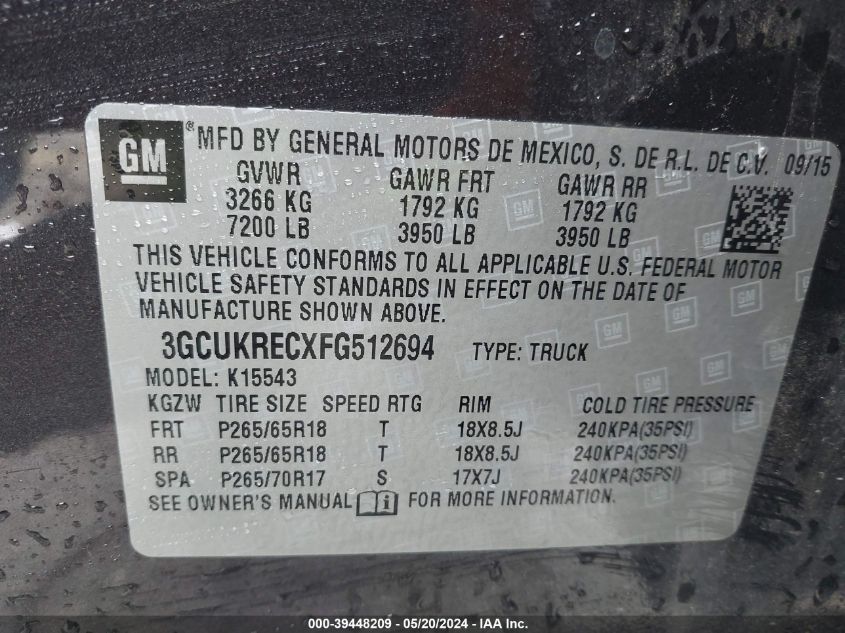 GM ® MFD BY GENERAL MOTORS DE MEXICO, S. DE R.L. DE C.V. 09/15
GVWR GAWR FRT GAWR RR
3266 KG 1792 KG 1792 KG
7200 LB 3950 LB 3950 LB
THIS VEHICLE CONFORMS TO ALL APPLICABLE U.S. FEDERAL MOTOR
VEHICLE SAFETY STANDARDS IN EFFECT ON THE DATE OF
MANUFACTURE SHOWN ABOVE.
3GCUKRECXFG512694 TYPE: TRUCK
MODEL: K15543
KGZW TIRE SIZE SPEED RTG RIM COLD TIRE PRESSURE
FRT P265/65R18 T 18X8.5J 240KPA(35PSI)
RR P265/65R18 T 18X8.5J 240KPA(35PSI)
SPA P265/70R17 S 17X7J 240KPA(35PSI)
SEE OWNER'S MANUAL i FOR MORE INFORMATION.
000-39448209 - 05/20/2024 - IAA Inc.